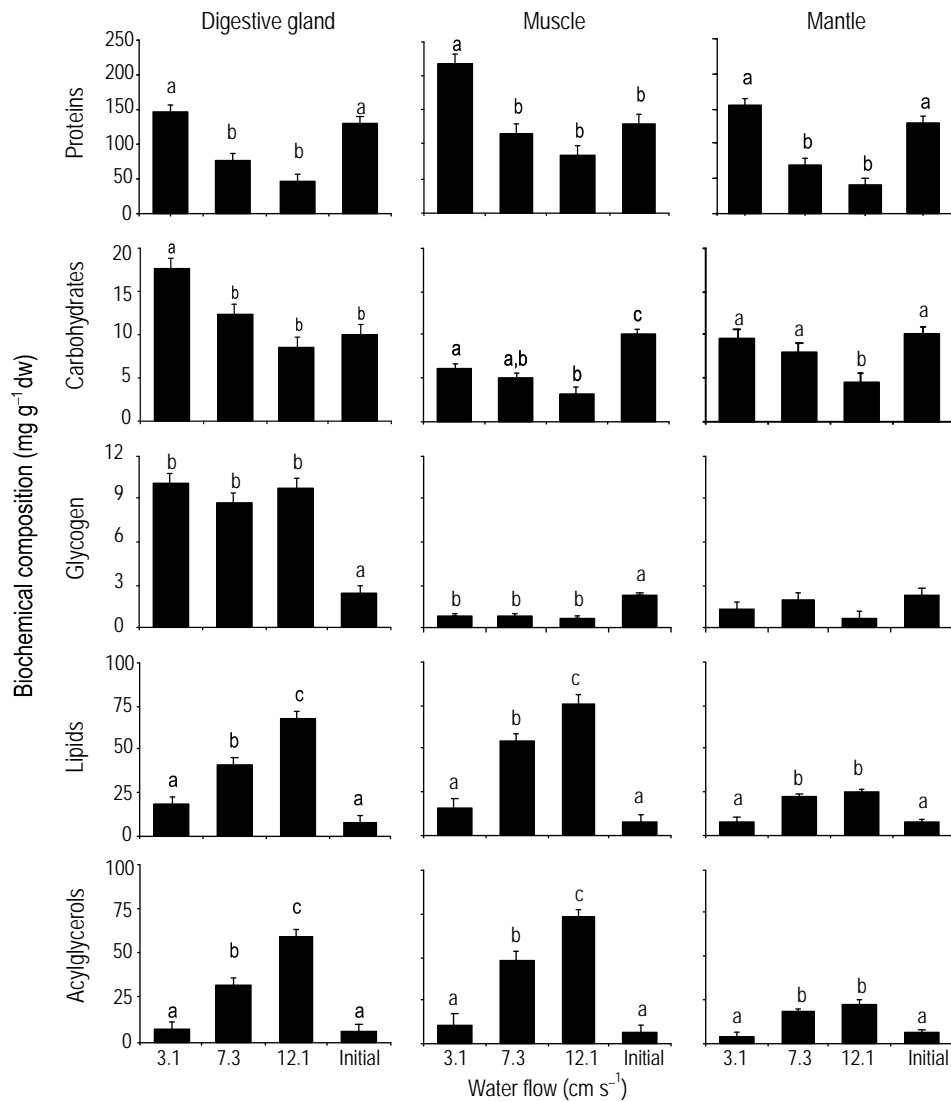 Digestive gland Muscle Mantle
Biochemical composition (mg g⁻¹ dw)
Proteins
250
200
150
100
50
0
a b b a
a b b b
a b b a
Carbohydrates
20
15
10
5
0
a b b b
a a,b b c
a a b a
Glycogen
12
9
6
3
0
b b b a
b b b a
Lipids
100
75
50
25
0
a b c a
a b c a
a b b a
Acylglycerols
100
75
50
25
0
a b c a
a b c a
a b b a
3.1 7.3 12.1 Initial 3.1 7.3 12.1 Initial 3.1 7.3 12.1 Initial
Water flow (cm s⁻¹)